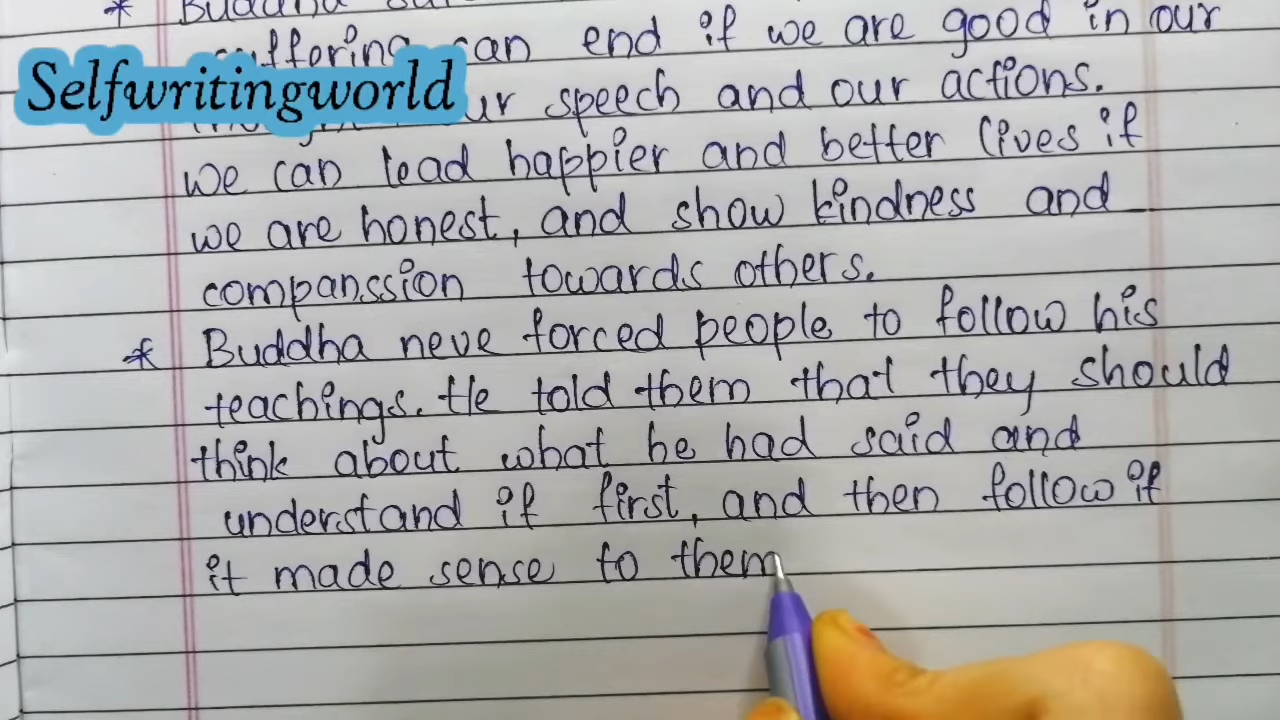 * Buddha
suffering can end if we are good in our
Selfwritingworld
ur speech and our actions.
we can lead happier and better lives if
we are honest, and show kindness and
companssion towards others.
* Buddha neve forced people to follow his
teachings. He told them that they should
think about what he had said and
understand if first, and then follow if
it made sense to them